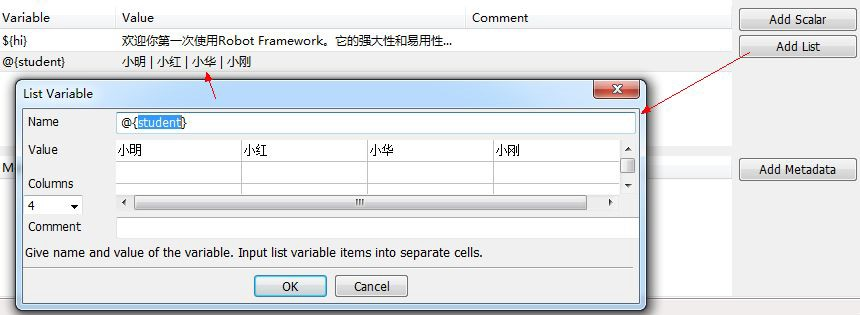 Variable Value Comment
Add Scalar
${hi} 欢迎你第一次使用Robot Framework。它的强大性和易用性...
Add List
@{student} 小明 | 小红 | 小华 | 小刚
List Variable
Name @{student}
Value 小明 小红 小华 小刚
Add Metadata
Columns
4
Comment
Give name and value of the variable. Input list variable items into separate cells.
OK Cancel